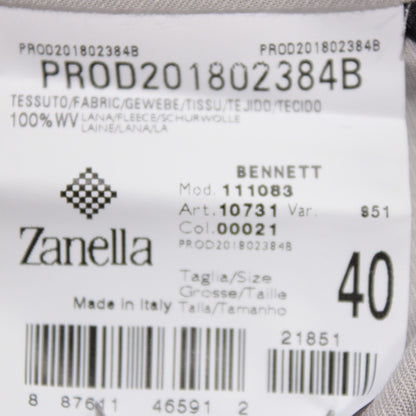 PROD201802384B PROD201802384B
PROD201802384B
TESSUTO/FABRIC/GEWEBE/TISSU/TEJIDO/TECIDO
100%WV LANA/FLEECE/SCHURWOLLE
LAINE/LANA/LA
BENNETT
Mod. 111083
Art. 10731 Var. 851
Col. 00021
PROD201802384B
Zanella
Taglia/Size
Grosse/Taille
Talla/Tamanho
40
Made in Italy
21851
8 87611 46591 2